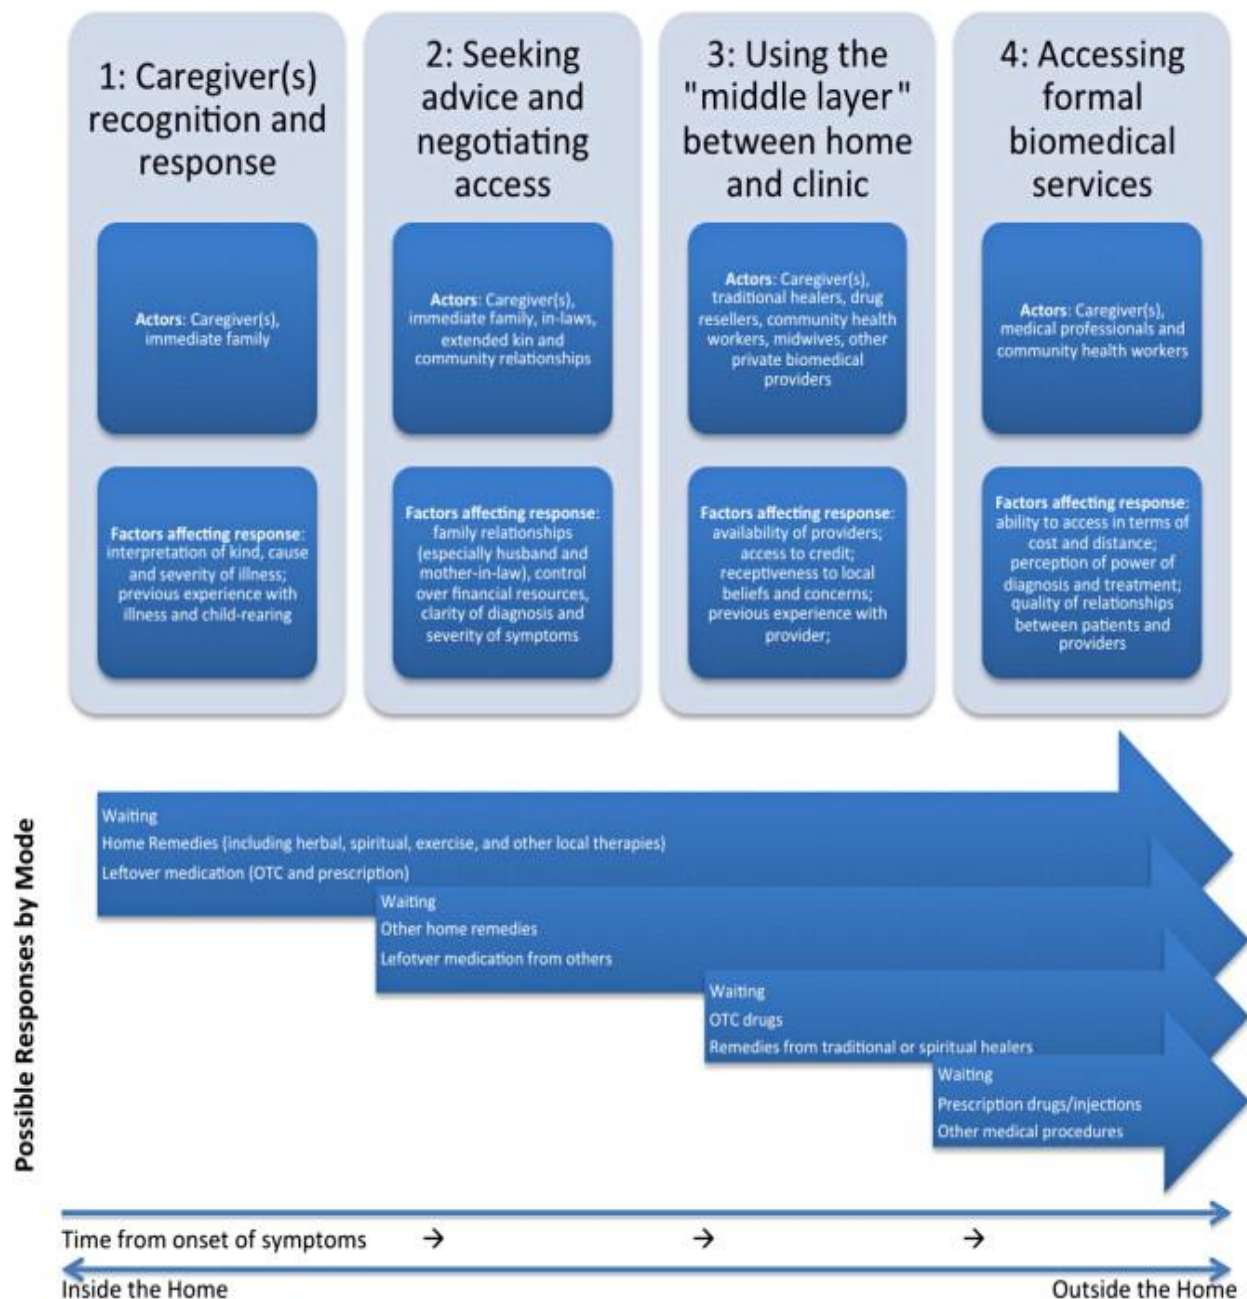 1: Caregiver(s)
recognition and
response
Actors: Caregiver(s),
immediate family
Factors affecting response:
interpretation of kind, cause
and severity of illness;
previous experience with
illness and child-rearing
2: Seeking
advice and
negotiating
access
Actors: Caregiver(s),
immediate family, in-laws,
extended kin and
community relationships
Factors affecting response:
family relationships
(especially husband and
mother-in-law), control
over financial resources,
clarity of diagnosis and
severity of symptoms
3: Using the
"middle layer"
between home
and clinic
Actors: Caregiver(s),
traditional healers, drug
resellers, community health
workers, midwives, other
private biomedical
providers
Factors affecting response:
availability of providers;
access to credit;
receptiveness to local
beliefs and concerns;
previous experience with
provider;
4: Accessing
formal
biomedical
services
Actors: Caregiver(s),
medical professionals and
community health workers
Factors affecting response:
ability to access in terms of
cost and distance;
perception of power of
diagnosis and treatment;
quality of relationships
between patients and
providers
Possible Responses by Mode
Waiting
Home Remedies (including herbal, spiritual, exercise, and other local therapies)
Leftover medication (OTC and prescription)
Waiting
Other home remedies
Lefotver medication from others
Waiting
OTC drugs
Remedies from traditional or spiritual healers
Waiting
Prescription drugs/injections
Other medical procedures
Time from onset of symptoms → → →
Inside the Home Outside the Home